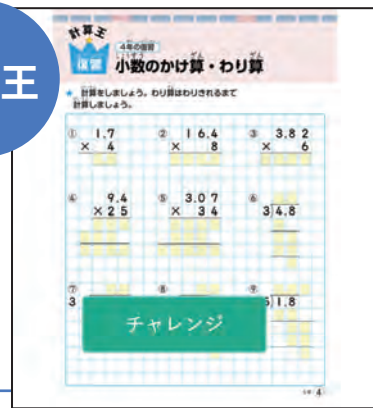 王
計算王
復習
4年の復習
小数のかけ算・わり算
計算をしましょう。わり算はわりきれるまで
計算しましょう。
① 1.7 × 4
② 16.4 × 8
③ 3.82 × 6
④ 9.4 × 25
⑤ 3.07 × 34
⑥ 3)4.8
⑦ 3
⑧
⑨ 1.8
チャレンジ
4